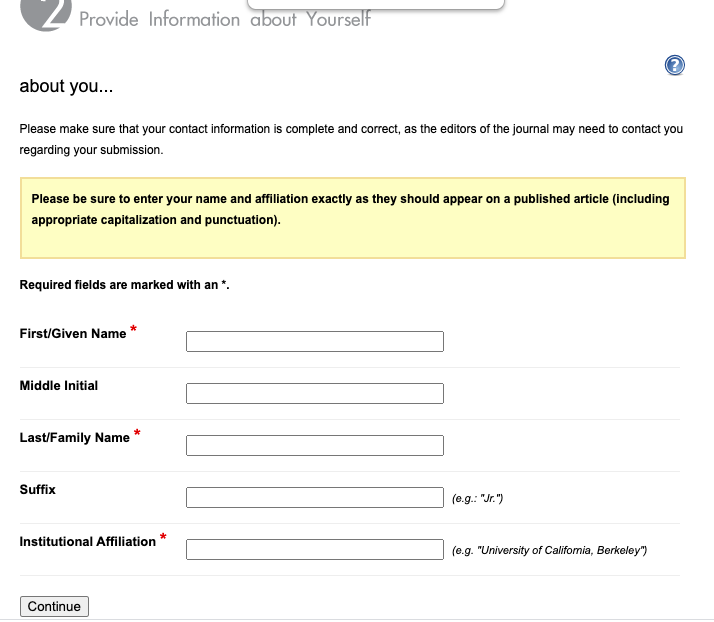 2 Provide Information about Yourself
?
about you...
Please make sure that your contact information is complete and correct, as the editors of the journal may need to contact you
regarding your submission.
Please be sure to enter your name and affiliation exactly as they should appear on a published article (including
appropriate capitalization and punctuation).
Required fields are marked with an *.
First/Given Name *
Middle Initial
Last/Family Name *
Suffix (e.g.: "Jr.")
Institutional Affiliation * (e.g. "University of California, Berkeley")
Continue